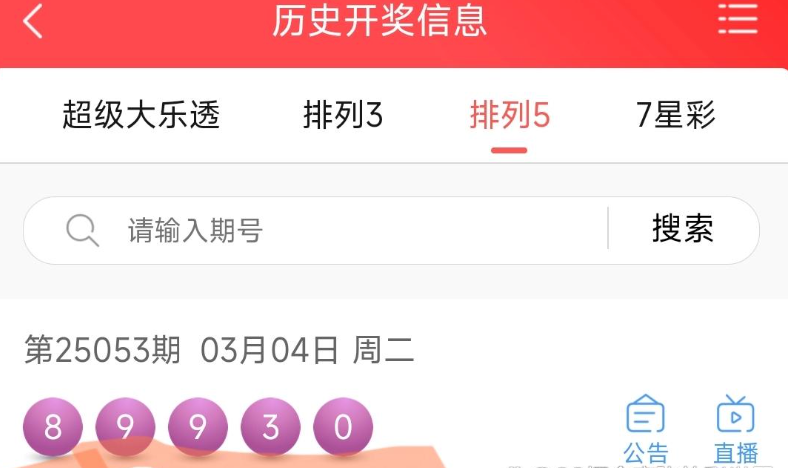 历史开奖信息
超级大乐透 排列3 排列5 7星彩
请输入期号 搜索
第25053期 03月04日 周二
8 9 9 3 0
公告 直播